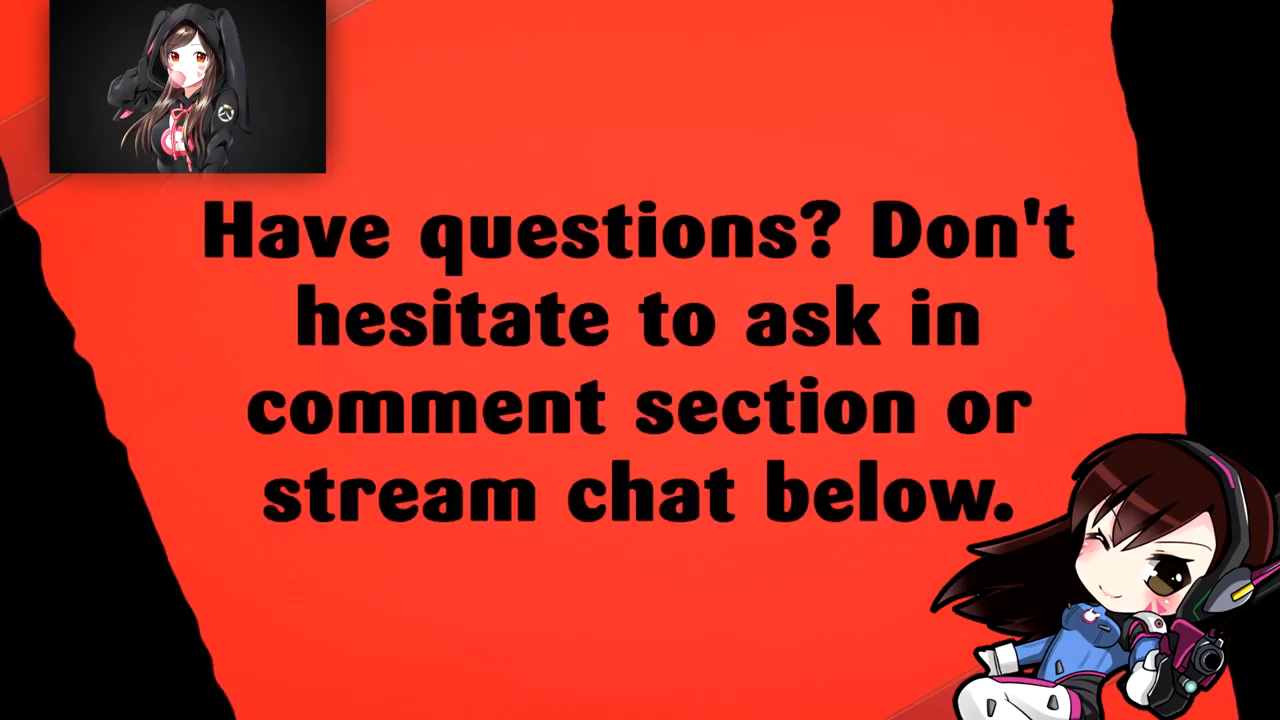 Have questions? Don't
hesitate to ask in
comment section or
stream chat below.